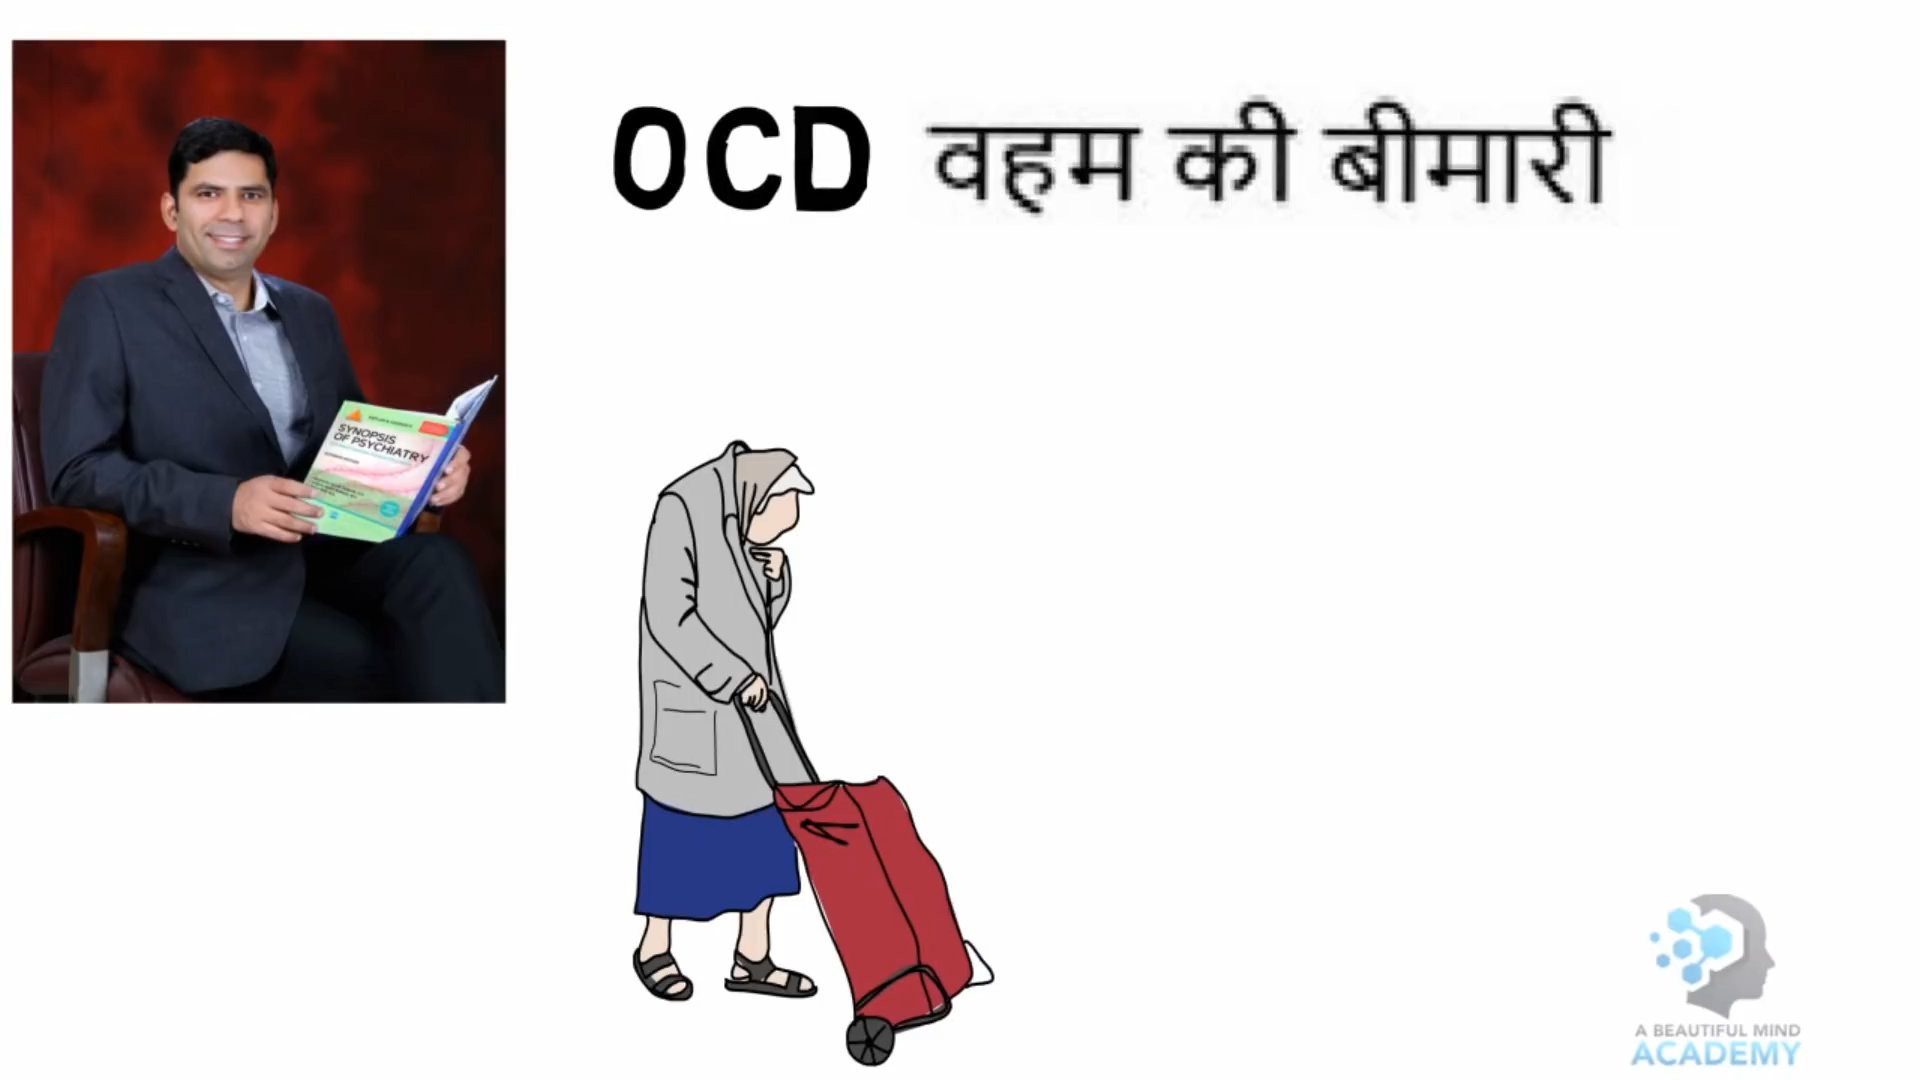 OCD वहम की बीमारी
SYNOPSIS
OF PSYCHIATRY
A BEAUTIFUL MIND
ACADEMY